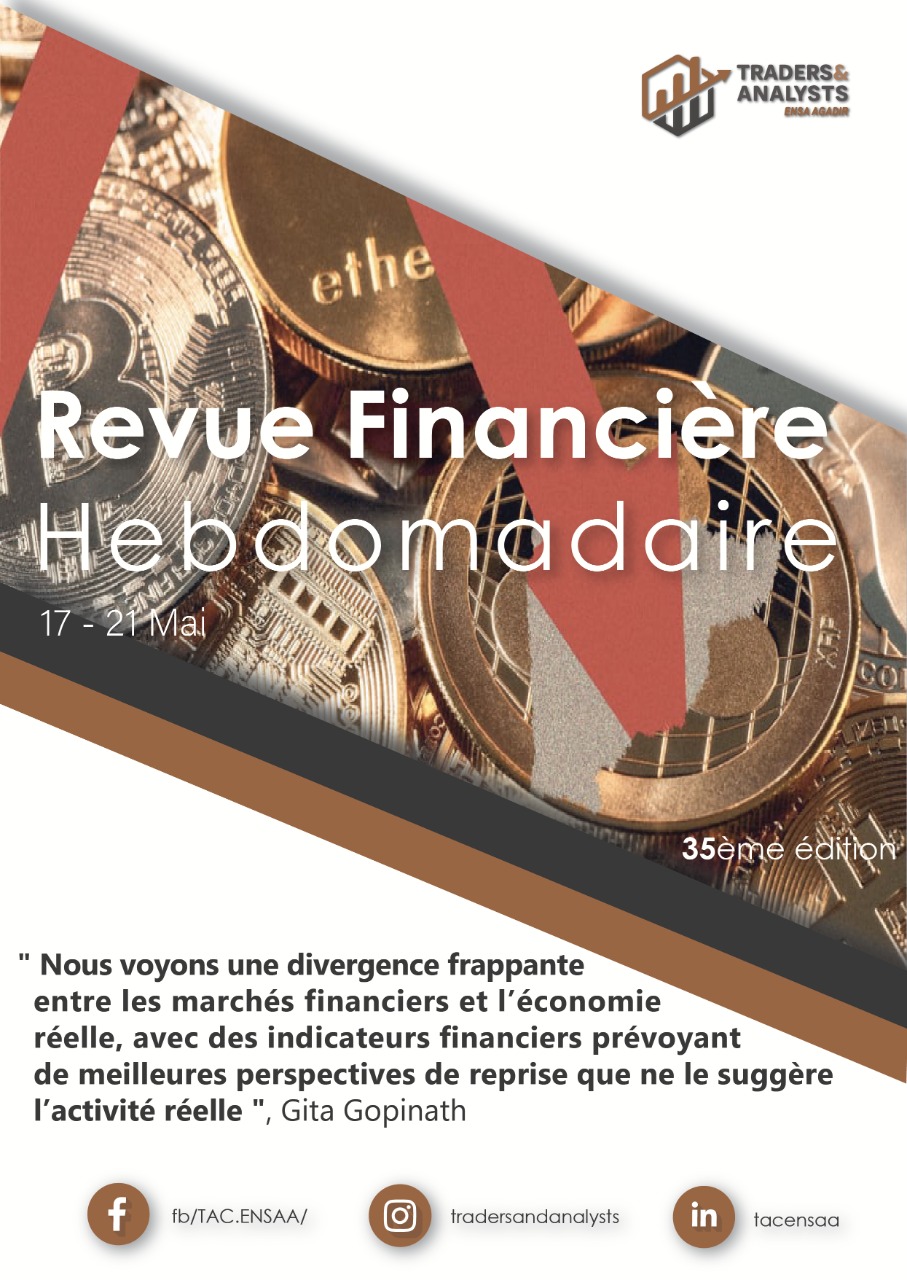 TRADERS&
ANALYSTS
ENSA AGADIR
ethe
Revue Financière
Hebdomadaire
17 - 21 Mai
XRP
COI
35ème édition
" Nous voyons une divergence frappante
entre les marchés financiers et l’économie
réelle, avec des indicateurs financiers prévoyant
de meilleures perspectives de reprise que ne le suggère
l’activité réelle ", Gita Gopinath
fb/TAC.ENSAA/
tradersandanalysts
tacensaa